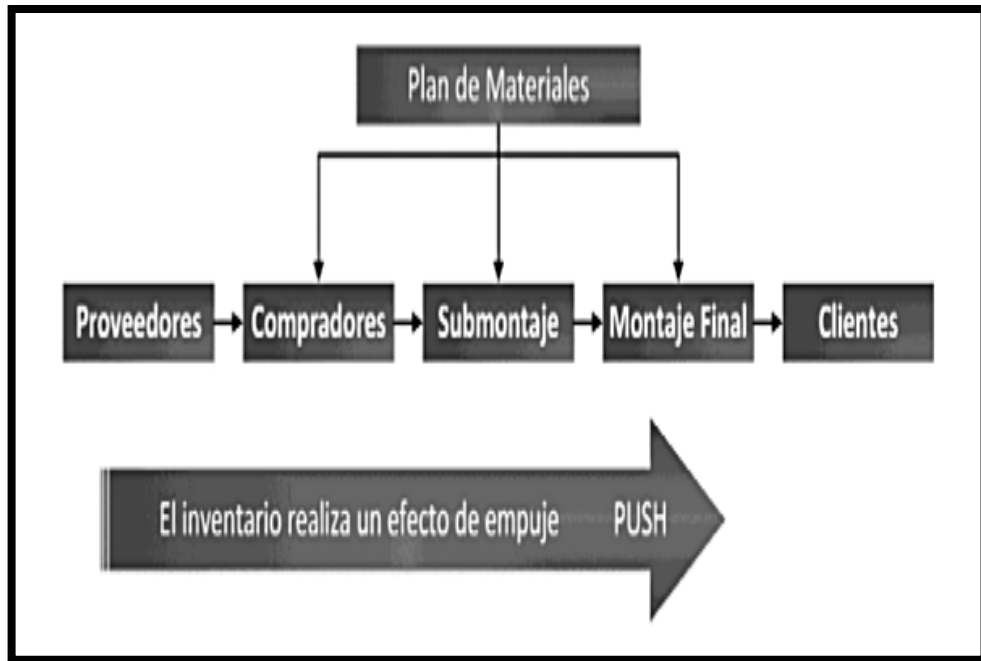 Plan de Materiales
Proveedores
Compradores
Submontaje
Montaje Final
Clientes
El inventario realiza un efecto de empuje PUSH